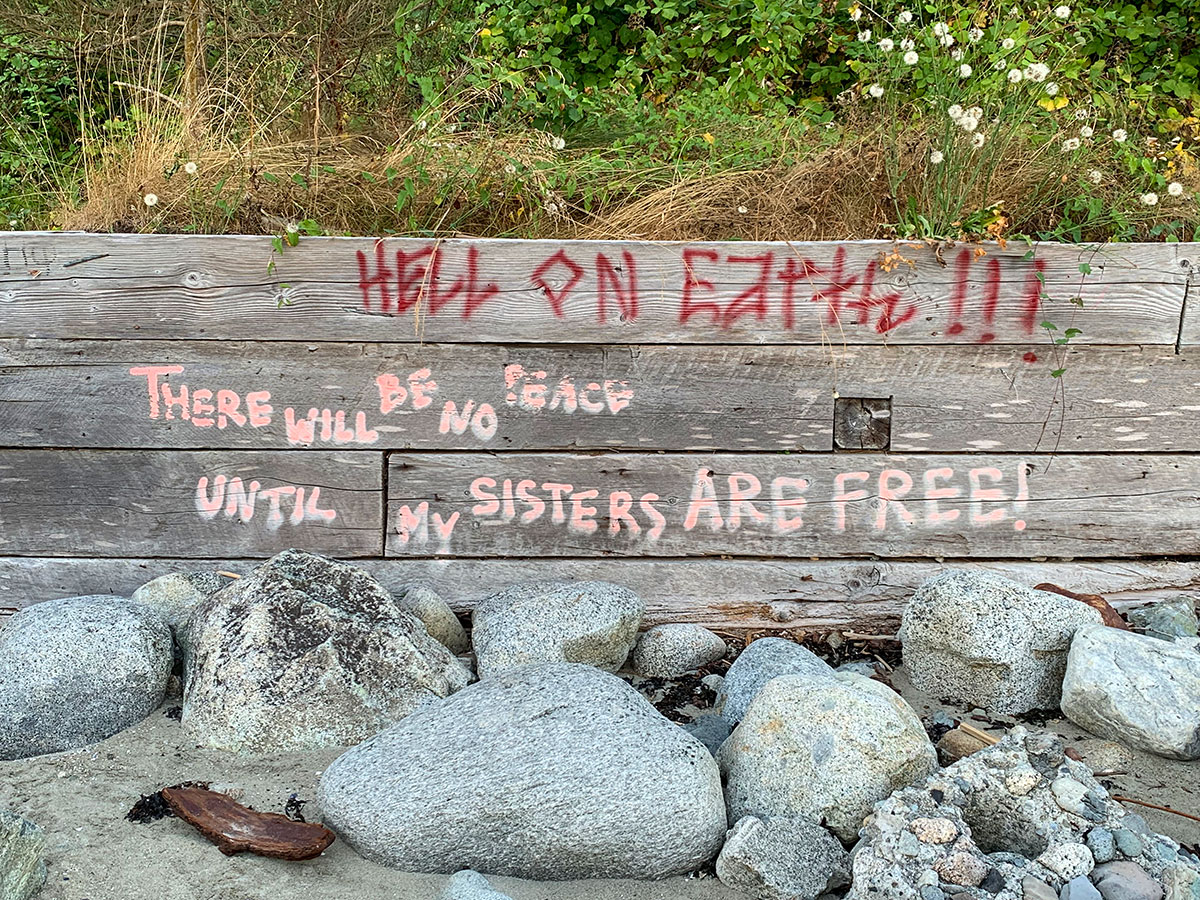 HELL ON EARth!!!
THERE WILL BE NO PEACE
UNTIL MY SISTERS ARE FREE!